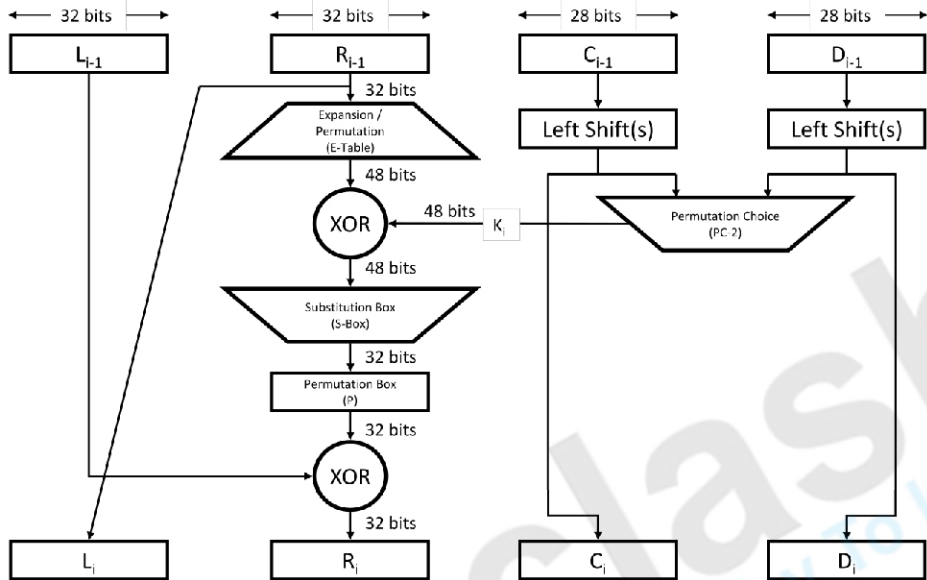 32 bits
32 bits
28 bits
28 bits
Li-1
Ri-1
Ci-1
Di-1
32 bits
Expansion /
Permutation
(E-Table)
Left Shift(s)
Left Shift(s)
48 bits
XOR
48 bits
Ki
Permutation Choice
(PC-2)
48 bits
Substitution Box
(S-Box)
32 bits
Permutation Box
(P)
32 bits
XOR
32 bits
Li
Ri
Ci
Di
clash
To